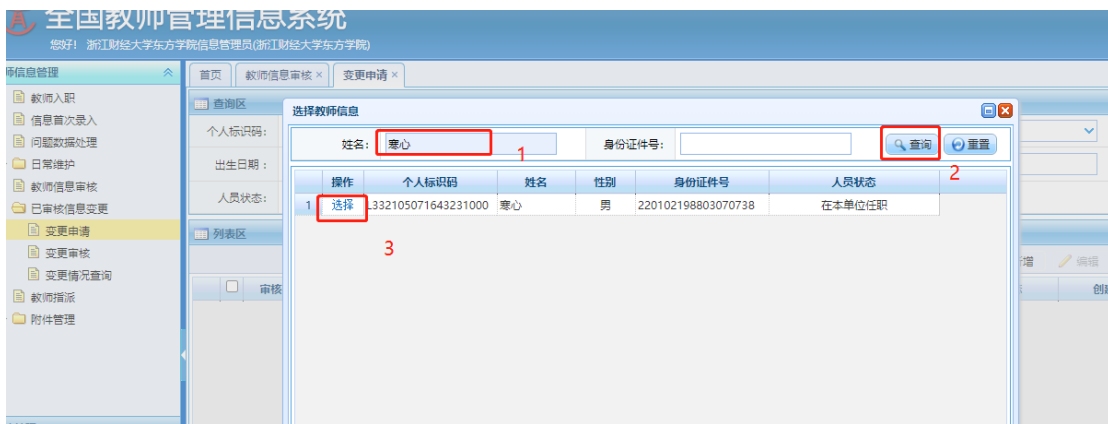 全国教师管理信息系统
您好! 浙江财经大学东方学院信息管理员(浙江财经大学东方学院)
师信息管理
首页 教师信息审核 × 变更申请 ×
教师入职
信息首次录入
问题数据处理
日常维护
教师信息审核
已审核信息变更
变更申请
变更审核
变更情况查询
教师指派
附件管理
查询区
个人标识码:
出生日期:
人员状态:
列表区
审核
选择教师信息
姓名: 寒心 1 身份证件号: 查询 重置
2
操作 个人标识码 姓名 性别 身份证件号 人员状态
1 选择 L332105071643231000 寒心 男 220102198803070738 在本单位任职
3
增 编辑
创建